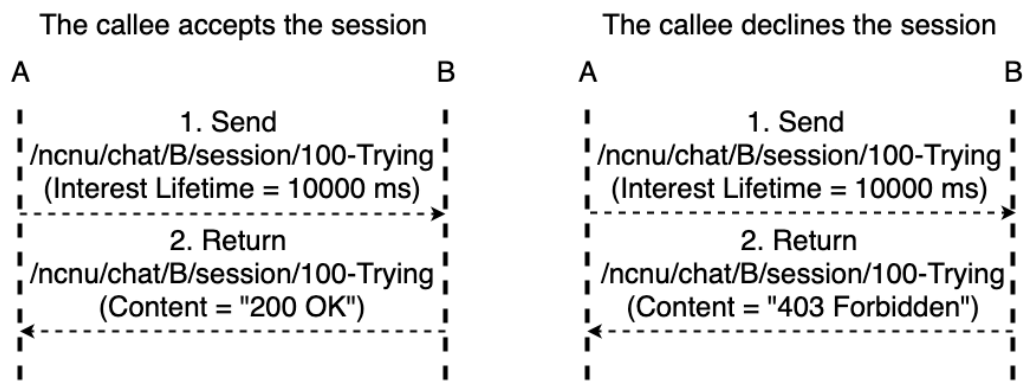 The callee accepts the session
A
B
1. Send
/ncnu/chat/B/session/100-Trying
(Interest Lifetime = 10000 ms)
2. Return
/ncnu/chat/B/session/100-Trying
(Content = "200 OK")
The callee declines the session
A
B
1. Send
/ncnu/chat/B/session/100-Trying
(Interest Lifetime = 10000 ms)
2. Return
/ncnu/chat/B/session/100-Trying
(Content = "403 Forbidden")